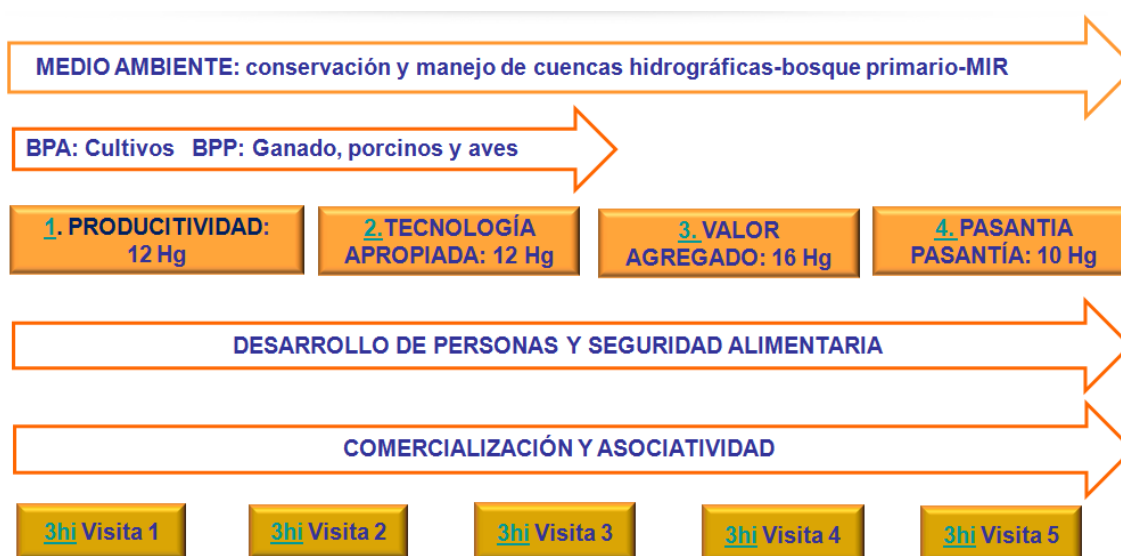 MEDIO AMBIENTE: conservación y manejo de cuencas hidrográficas-bosque primario-MIR
BPA: Cultivos BPP: Ganado, porcinos y aves
1. PRODUCITIVIDAD:
12 Hg
2. TECNOLOGÍA
APROPIADA: 12 Hg
3. VALOR
AGREGADO: 16 Hg
4. PASANTIA
PASANTÍA: 10 Hg
DESARROLLO DE PERSONAS Y SEGURIDAD ALIMENTARIA
COMERCIALIZACIÓN Y ASOCIATIVIDAD
3hi Visita 1
3hi Visita 2
3hi Visita 3
3hi Visita 4
3hi Visita 5